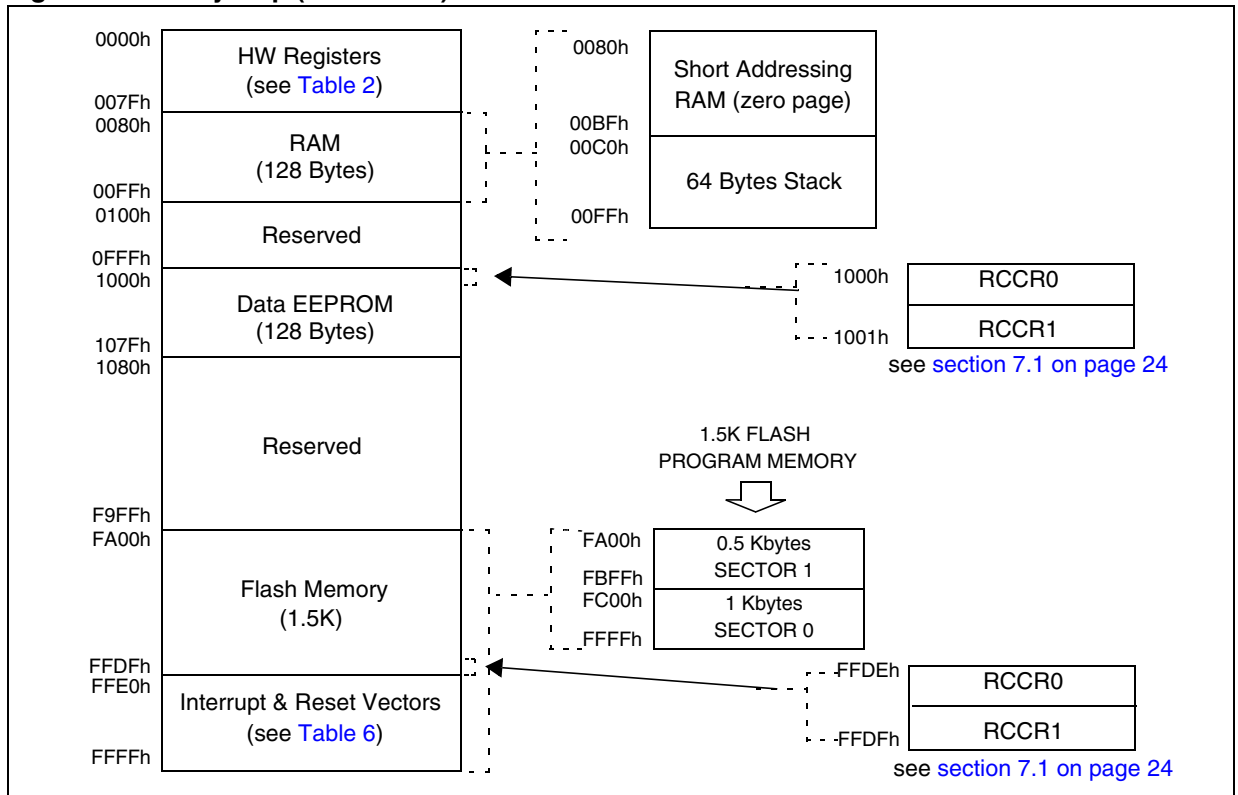 0000h
HW Registers
(see Table 2)
007Fh
0080h
RAM
(128 Bytes)
00FFh
0100h
Reserved
0FFFh
1000h
Data EEPROM
(128 Bytes)
107Fh
1080h
Reserved
F9FFh
FA00h
Flash Memory
(1.5K)
FFDFh
FFE0h
Interrupt & Reset Vectors
(see Table 6)
FFFFh
0080h
Short Addressing
RAM (zero page)
00BFh
00C0h
64 Bytes Stack
00FFh
1000h
RCCR0
RCCR1
1001h
see section 7.1 on page 24
1.5K FLASH
PROGRAM MEMORY
FA00h
0.5 Kbytes
SECTOR 1
FBFFh
FC00h
1 Kbytes
SECTOR 0
FFFFh
FFDEh
RCCR0
RCCR1
FFDFh
see section 7.1 on page 24